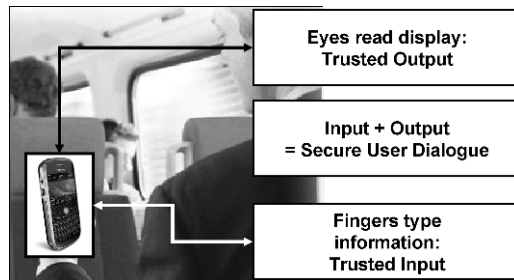 Eyes read display:
Trusted Output
Input + Output
= Secure User Dialogue
Fingers type
information:
Trusted Input